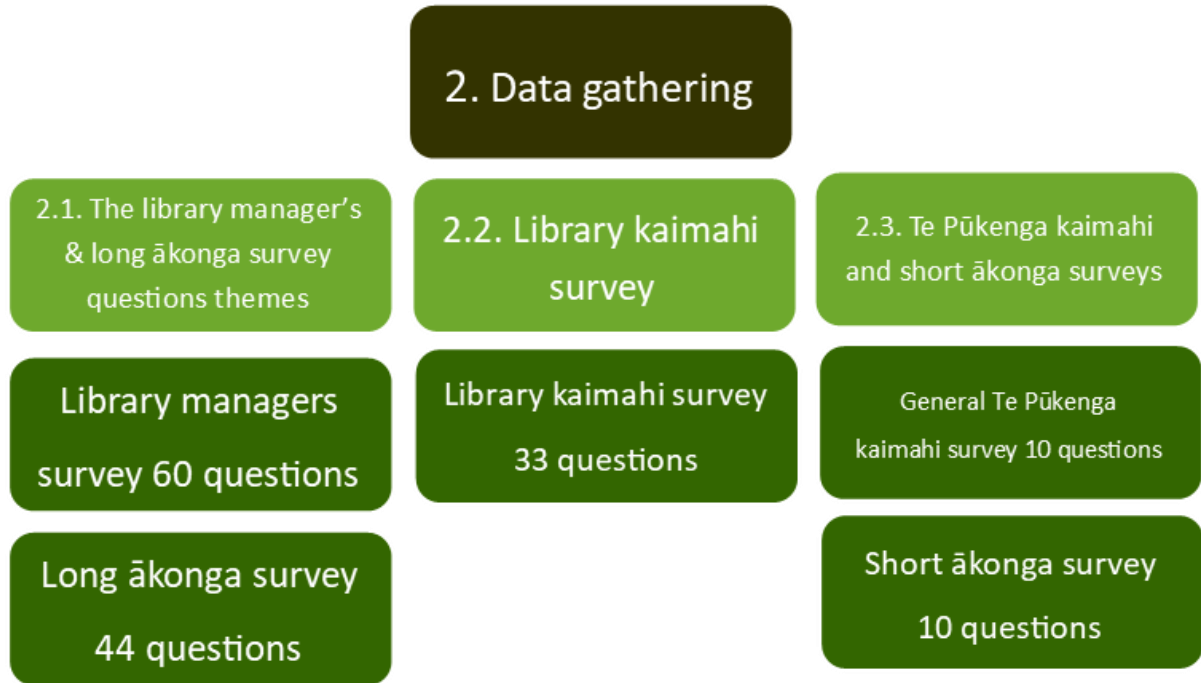 2. Data gathering
2.1. The library manager's
& long ākonga survey
questions themes
2.2. Library kaimahi
survey
2.3. Te Pūkenga kaimahi
and short ākonga surveys
Library managers
survey 60 questions
Library kaimahi survey
33 questions
General Te Pūkenga
kaimahi survey 10 questions
Long ākonga survey
44 questions
Short ākonga survey
10 questions